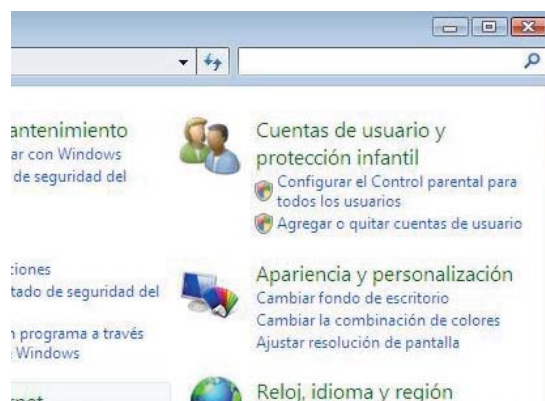 antenimiento
ar con Windows
de seguridad del
ciones
tado de seguridad del
programa a través
Windows
Cuentas de usuario y
protección infantil
Configurar el Control parental para
todos los usuarios
Agregar o quitar cuentas de usuario
Apariencia y personalización
Cambiar fondo de escritorio
Cambiar la combinación de colores
Ajustar resolución de pantalla
Reloj, idioma y región